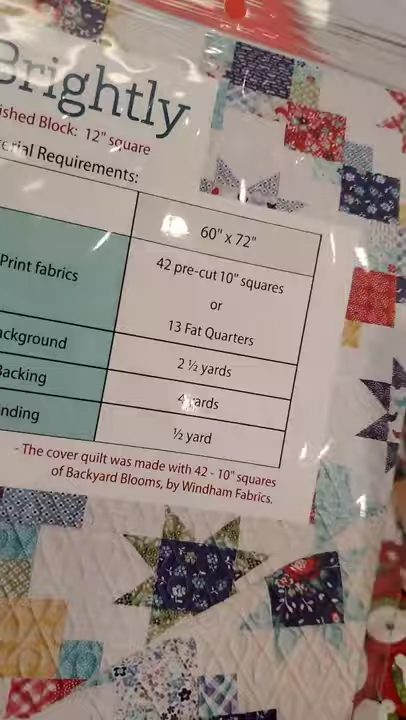 Brightly
ished Block: 12" square
erial Requirements:
60" x 72"
Print fabrics
42 pre-cut 10" squares
or
13 Fat Quarters
ackground
2 ½ yards
Backing
4 yards
nding
½ yard
- The cover quilt was made with 42 - 10" squares
of Backyard Blooms, by Windham Fabrics.